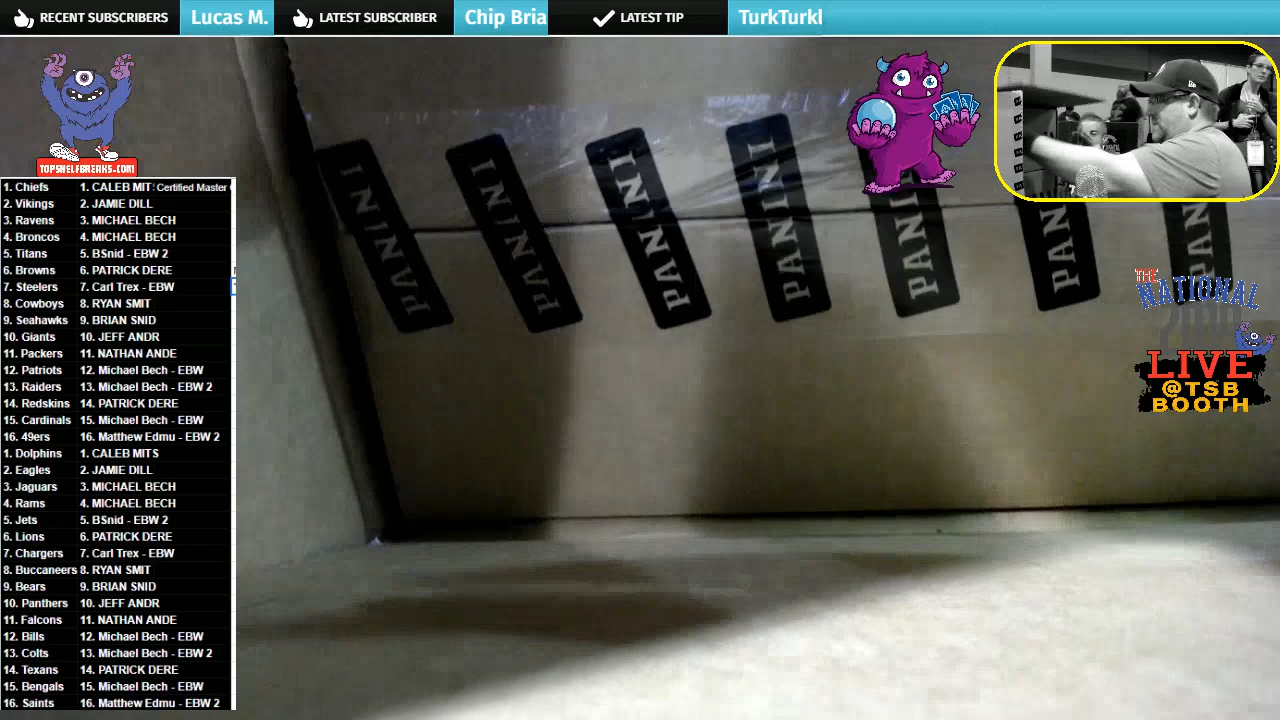 RECENT SUBSCRIBERS Lucas M. LATEST SUBSCRIBER Chip Bria LATEST TIP TurkTurkl
TOPSHELFBREAKS.COM
1. Chiefs 1. CALEB MIT Certified Master
2. Vikings 2. JAMIE DILL
3. Ravens 3. MICHAEL BECH
4. Broncos 4. MICHAEL BECH
5. Titans 5. BSnid - EBW 2
6. Browns 6. PATRICK DERE
7. Steelers 7. Carl Trex - EBW
8. Cowboys 8. RYAN SMIT
9. Seahawks 9. BRIAN SNID
10. Giants 10. JEFF ANDR
11. Packers 11. NATHAN ANDE
12. Patriots 12. Michael Bech - EBW
13. Raiders 13. Michael Bech - EBW 2
14. Redskins 14. PATRICK DERE
15. Cardinals 15. Michael Bech - EBW
16. 49ers 16. Matthew Edmu - EBW 2
1. Dolphins 1. CALEB MITS
2. Eagles 2. JAMIE DILL
3. Jaguars 3. MICHAEL BECH
4. Rams 4. MICHAEL BECH
5. Jets 5. BSnid - EBW 2
6. Lions 6. PATRICK DERE
7. Chargers 7. Carl Trex - EBW
8. Buccaneers 8. RYAN SMIT
9. Bears 9. BRIAN SNID
10. Panthers 10. JEFF ANDR
11. Falcons 11. NATHAN ANDE
12. Bills 12. Michael Bech - EBW
13. Colts 13. Michael Bech - EBW 2
14. Texans 14. PATRICK DERE
15. Bengals 15. Michael Bech - EBW
16. Saints 16. Matthew Edmu - EBW 2
PANINI PANINI PANINI PANINI PANINI PANI PANI
THE
NATIONAL
LIVE
@TSB
BOOTH